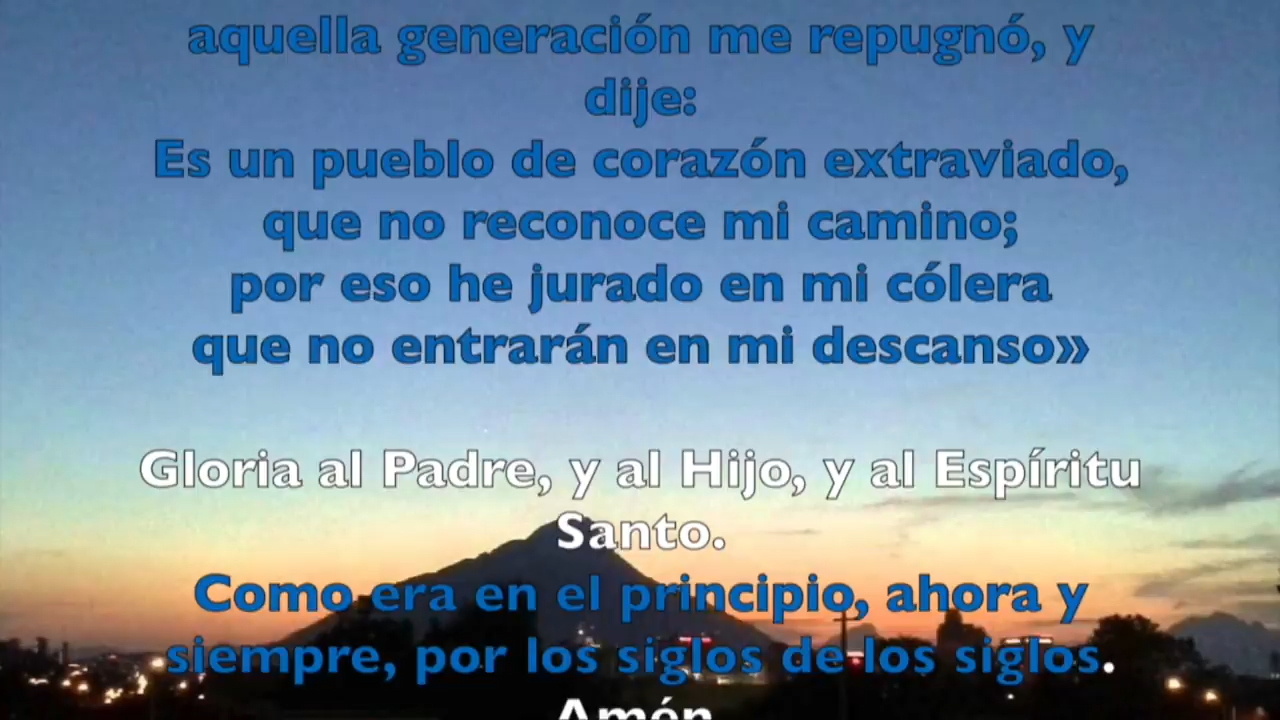 aquella generación me repugnó, y
dije:
Es un pueblo de corazón extraviado,
que no reconoce mi camino;
por eso he jurado en mi cólera
que no entrarán en mi descanso»
Gloria al Padre, y al Hijo, y al Espíritu
Santo.
Como era en el principio, ahora y
siempre, por los siglos de los siglos.
Amén